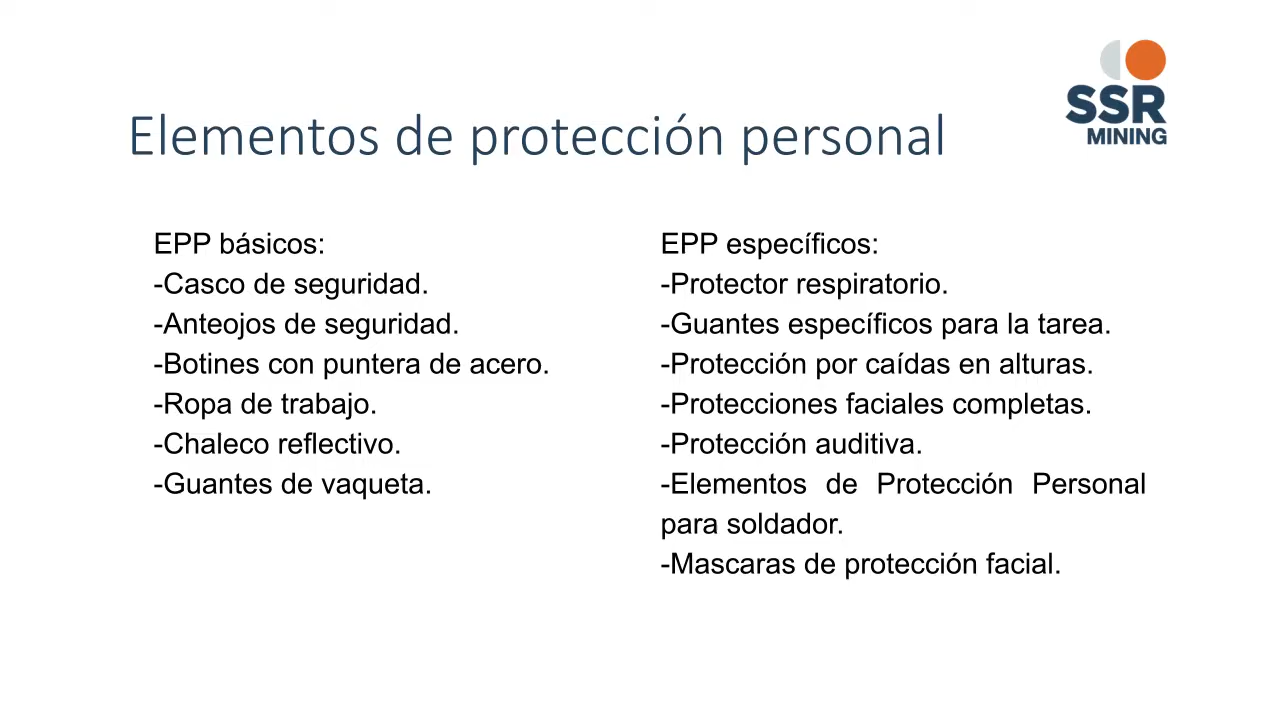 SSR
MINING
Elementos de protección personal
EPP básicos:
-Casco de seguridad.
-Anteojos de seguridad.
-Botines con puntera de acero.
-Ropa de trabajo.
-Chaleco reflectivo.
-Guantes de vaqueta.
EPP específicos:
-Protector respiratorio.
-Guantes específicos para la tarea.
-Protección por caídas en alturas.
-Protecciones faciales completas.
-Protección auditiva.
-Elementos de Protección Personal
para soldador.
-Mascaras de protección facial.